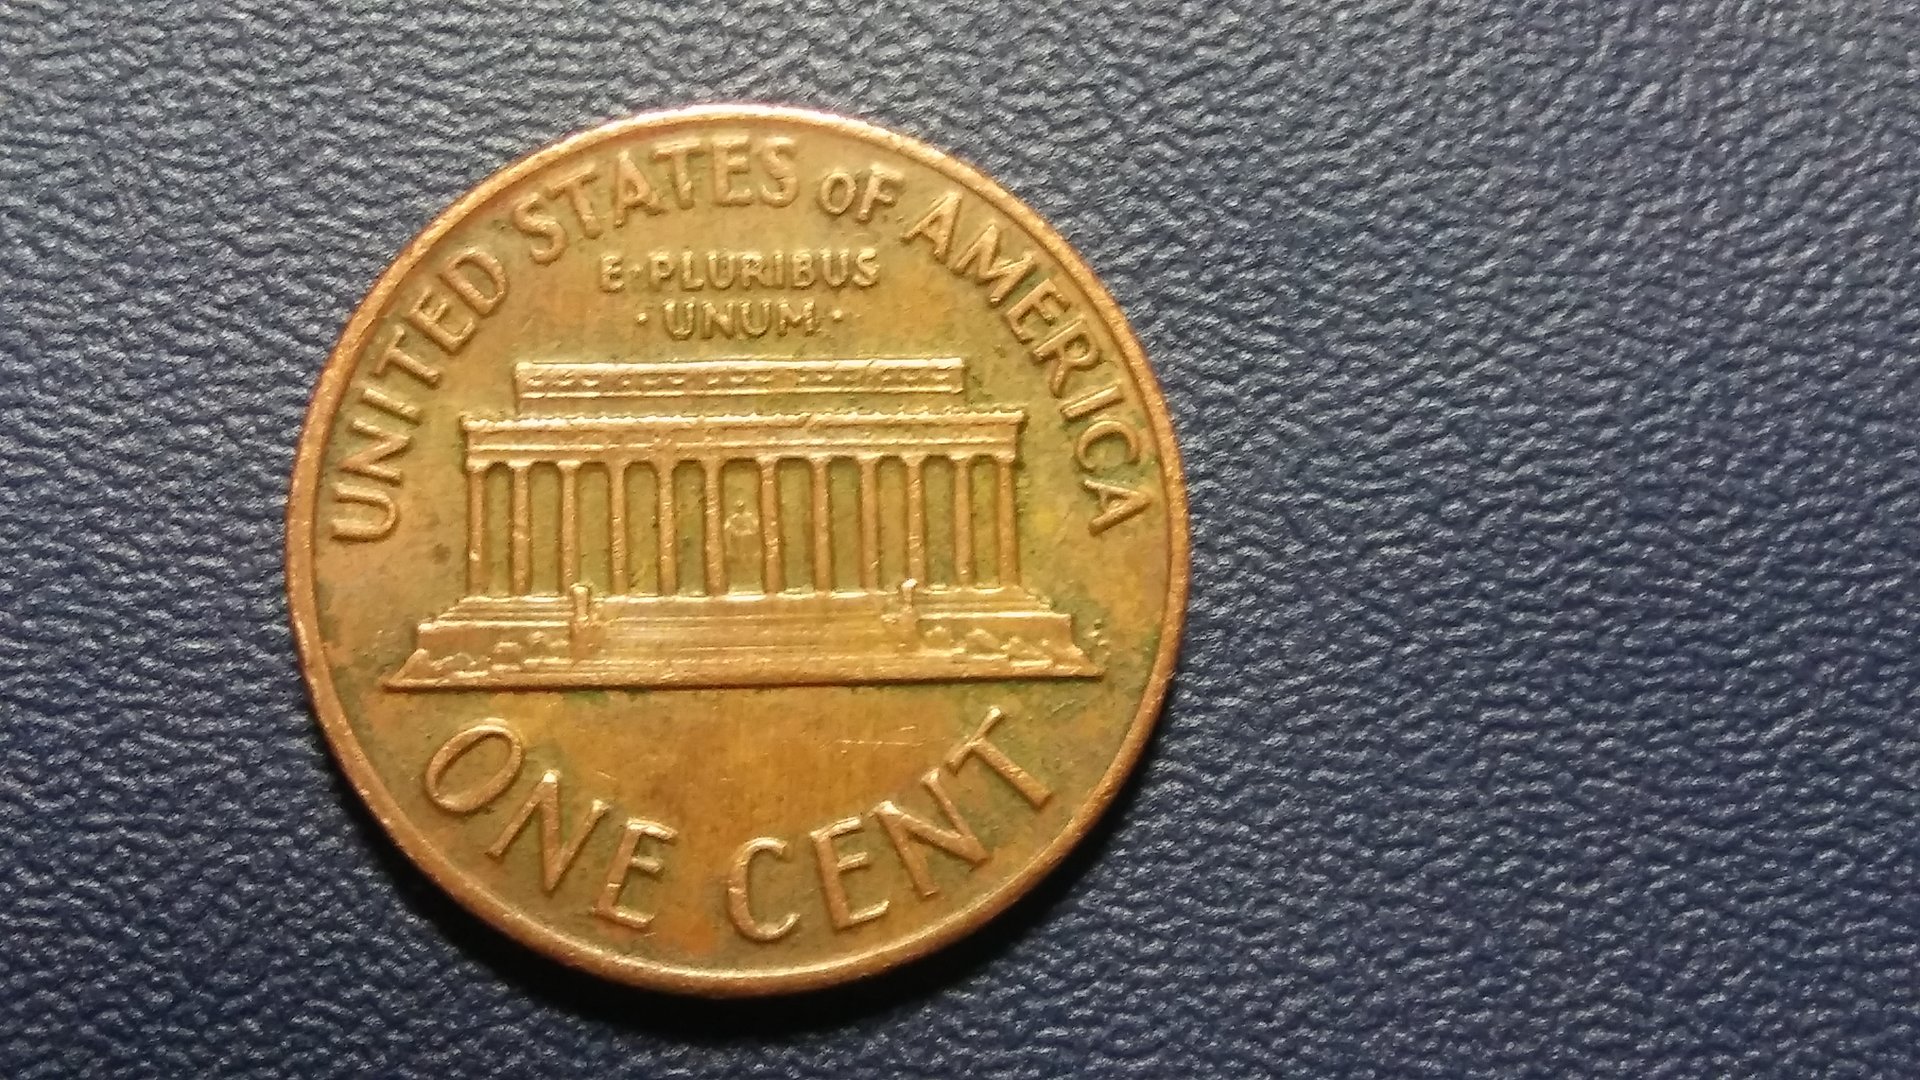 UNITED STATES OF AMERICA
E·PLURIBUS
·UNUM·
ONE CENT